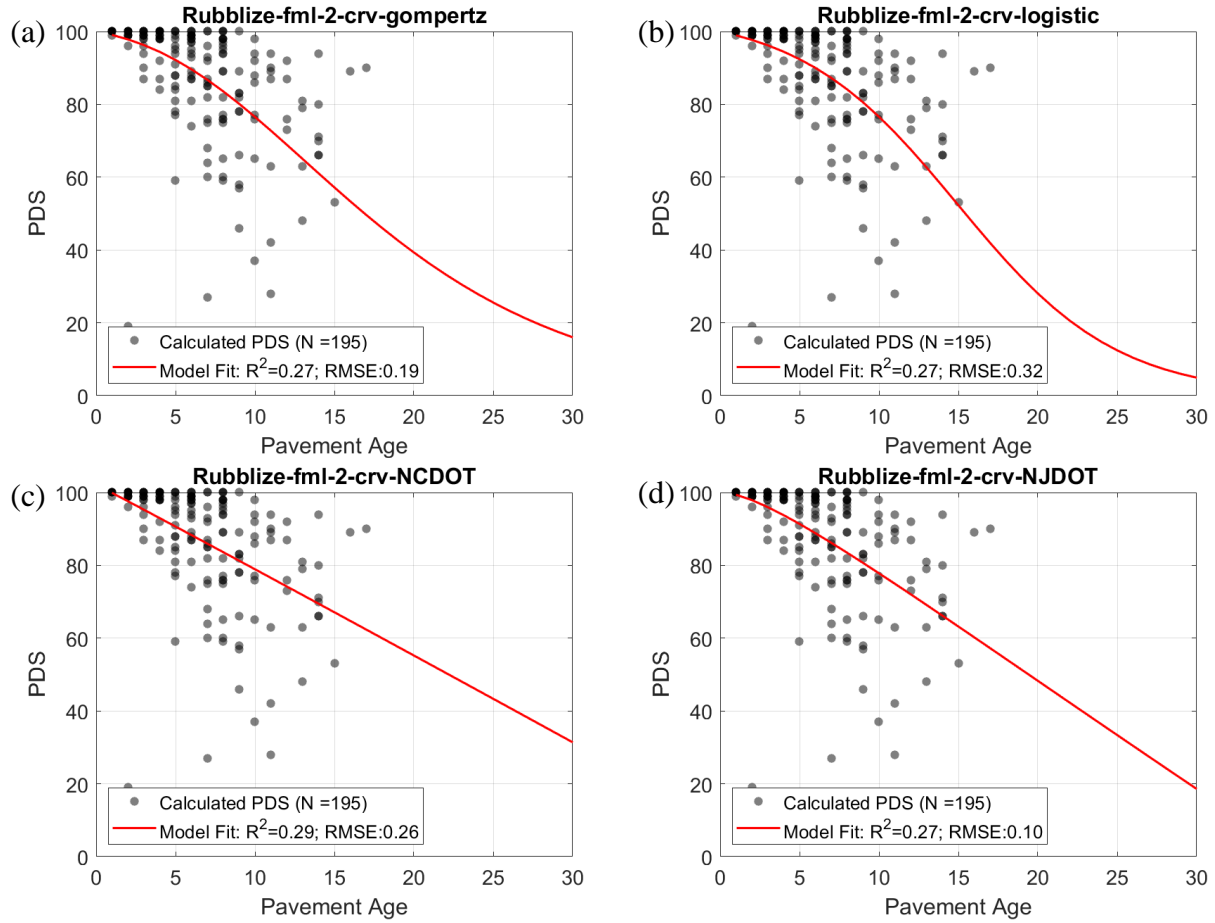 (a)
Rubblize-fml-2-crv-gompertz
100
80
60
40
20
0
PDS
Calculated PDS (N =195)
Model Fit: R²=0.27; RMSE:0.19
0 5 10 15 20 25 30
Pavement Age
(b)
Rubblize-fml-2-crv-logistic
100
80
60
40
20
0
PDS
Calculated PDS (N =195)
Model Fit: R²=0.27; RMSE:0.32
0 5 10 15 20 25 30
Pavement Age
(c)
Rubblize-fml-2-crv-NCDOT
100
80
60
40
20
0
PDS
Calculated PDS (N =195)
Model Fit: R²=0.29; RMSE:0.26
0 5 10 15 20 25 30
Pavement Age
(d)
Rubblize-fml-2-crv-NJDOT
100
80
60
40
20
0
PDS
Calculated PDS (N =195)
Model Fit: R²=0.27; RMSE:0.10
0 5 10 15 20 25 30
Pavement Age